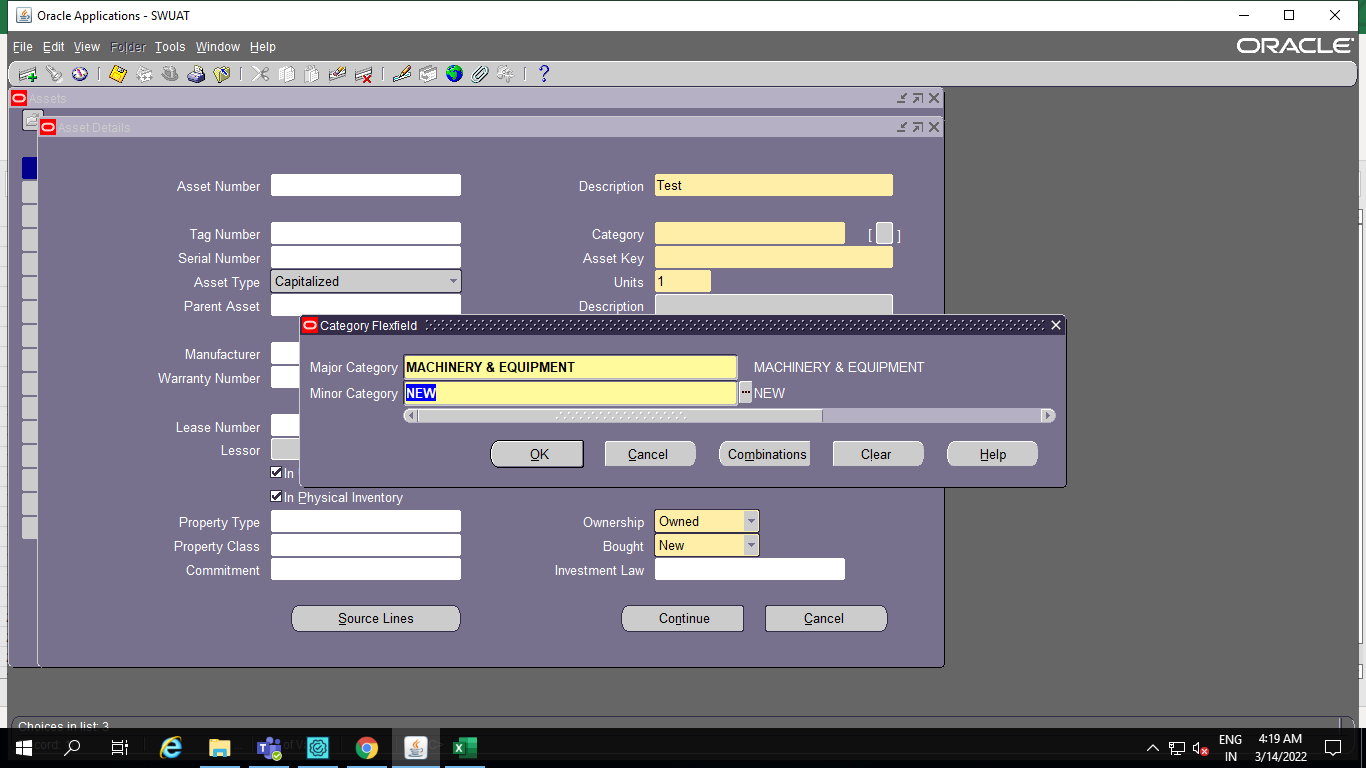 Oracle Applications - SWUAT
File Edit View Folder Tools Window Help
ORACLE
Assets
Asset Details
Asset Number
Description Test
Tag Number
Category [ ]
Serial Number
Asset Key
Asset Type Capitalized
Units 1
Parent Asset
Description
Category Flexfield
Manufacturer
Major Category MACHINERY & EQUIPMENT MACHINERY & EQUIPMENT
Warranty Number
Minor Category NEW ... NEW
Lease Number
Lessor
OK Cancel Combinations Clear Help
In
In Physical Inventory
Property Type
Ownership Owned
Property Class
Bought New
Commitment
Investment Law
Source Lines Continue Cancel
Choices in list: 3
ENG
IN
4:19 AM
3/14/2022